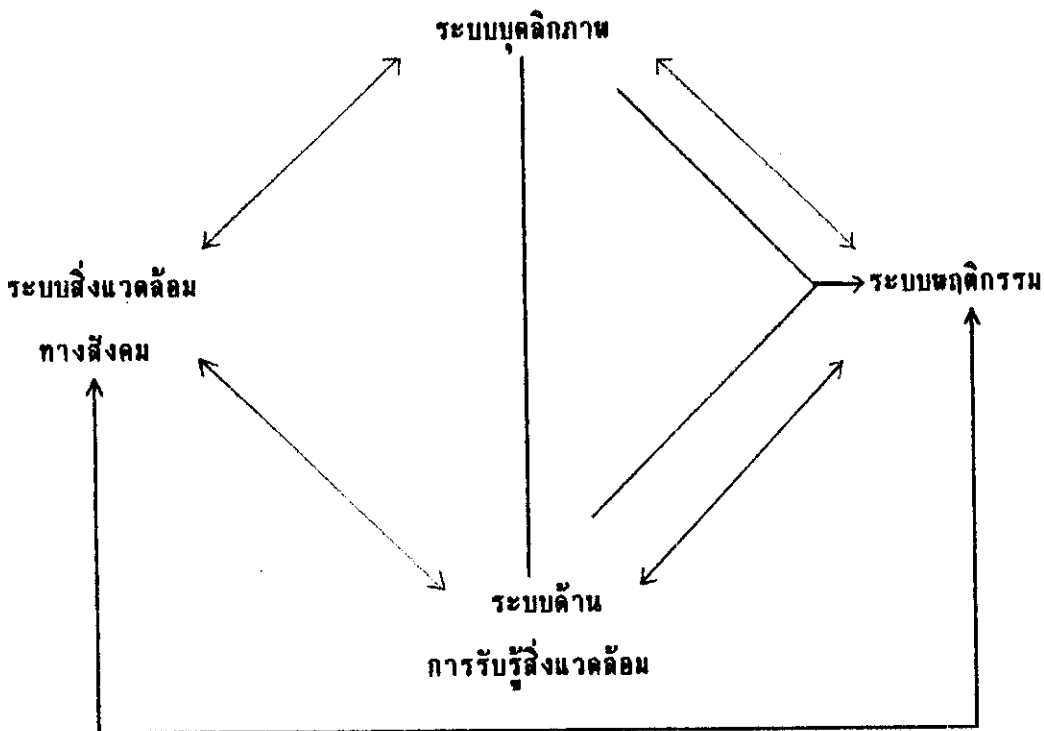 ระบบบุคลิกภาพ
ระบบสิ่งแวดล้อม
ทางสังคม
ระบบพฤติกรรม
ระบบด้าน
การรับรู้สิ่งแวดล้อม